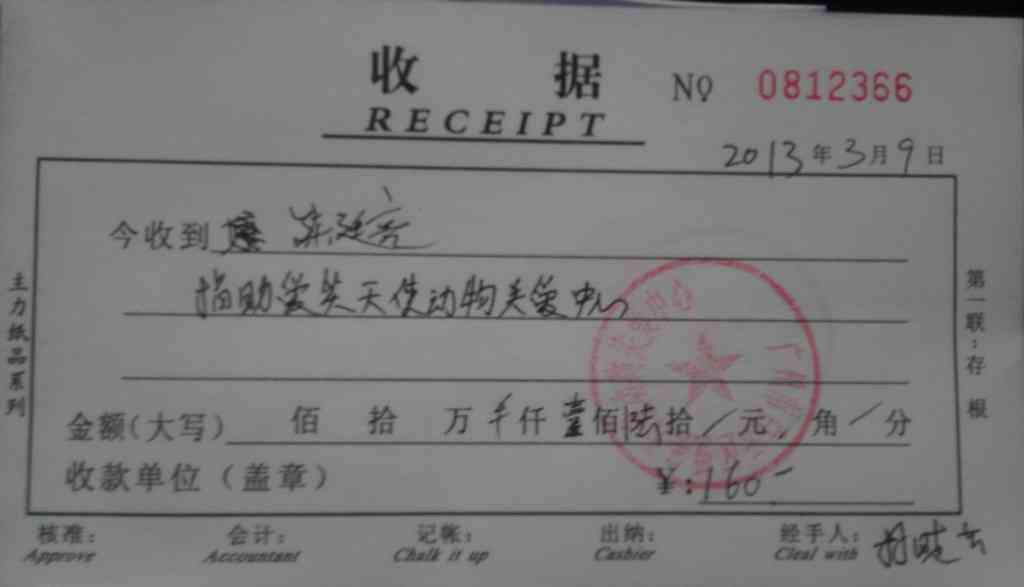 收 据
RECEIPT
№ 0812366
2013年3月9日
今收到
捐助爱笑天使动物关爱中心
金额(大写) 佰 拾 万 仟 壹佰陆拾/元/角/分
收款单位(盖章) ¥:160-
核准: 会计: 记帐: 出纳: 经手人:
Approve Accountant Chalk it up Cashier Cleal with
主力纸品系列
第一联:存根